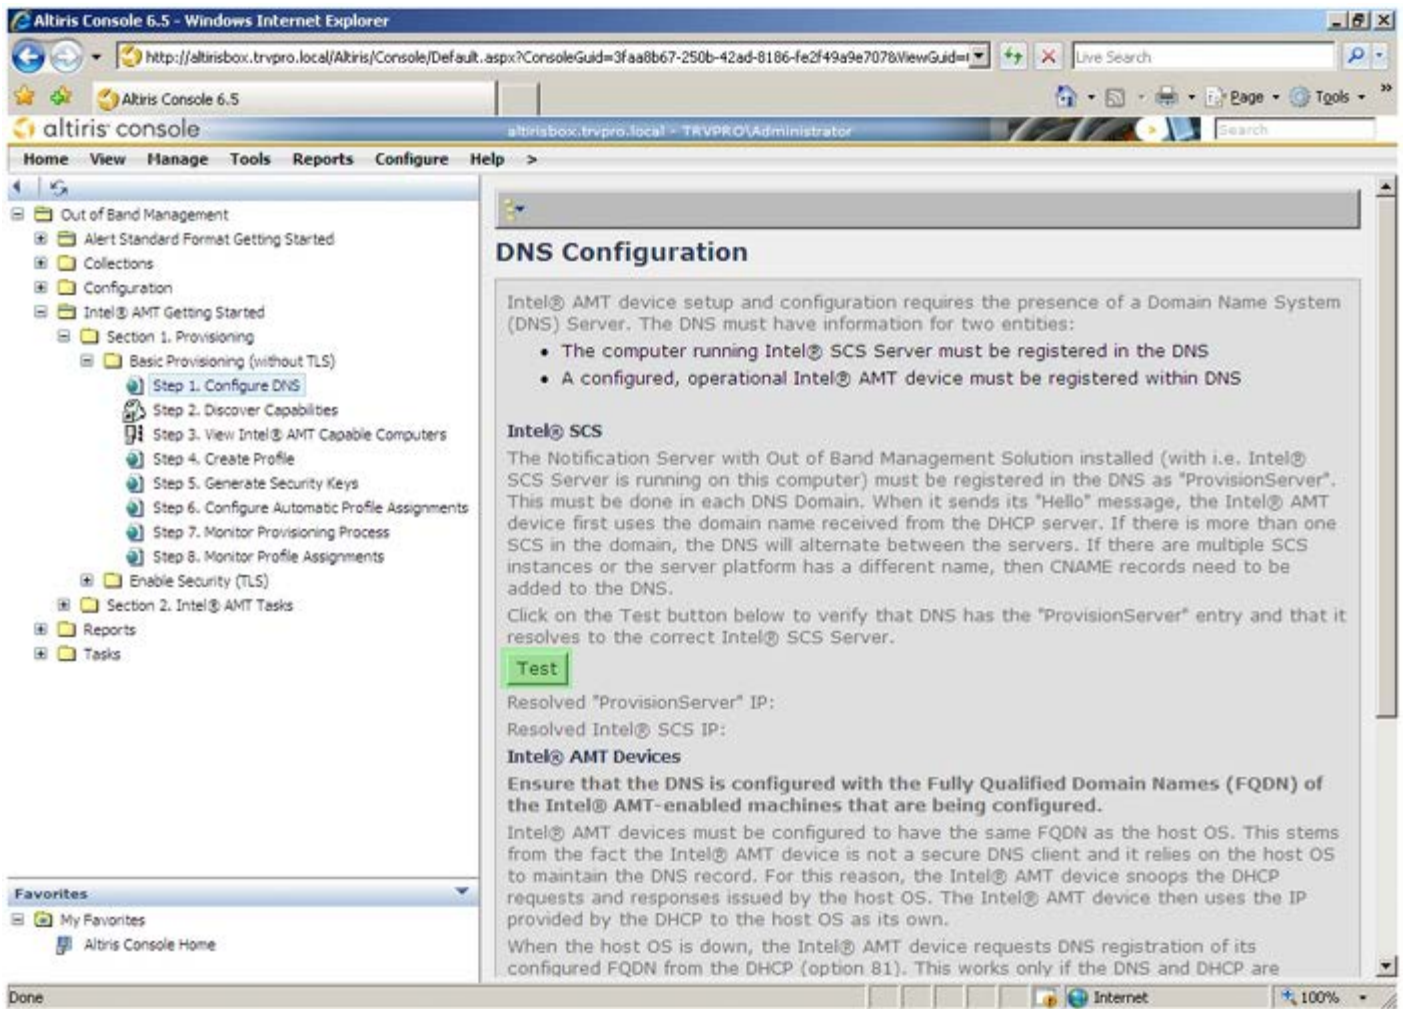 Altiris Console 6.5 - Windows Internet Explorer
http://altirisbox.trvpro.local/Altiris/Console/Default.aspx?ConsoleGuid=3faa8b67-250b-42ad-8186-fe2f49a9e707&ViewGuid=
Live Search
Altiris Console 6.5
Page
Tools
altiris console
altirisbox.trvpro.local - TRVPRO\Administrator
Search
Home View Manage Tools Reports Configure Help >
Out of Band Management
Alert Standard Format Getting Started
Collections
Configuration
Intel® AMT Getting Started
Section 1. Provisioning
Basic Provisioning (without TLS)
Step 1. Configure DNS
Step 2. Discover Capabilities
Step 3. View Intel® AMT Capable Computers
Step 4. Create Profile
Step 5. Generate Security Keys
Step 6. Configure Automatic Profile Assignments
Step 7. Monitor Provisioning Process
Step 8. Monitor Profile Assignments
Enable Security (TLS)
Section 2. Intel® AMT Tasks
Reports
Tasks
Favorites
My Favorites
Altiris Console Home
DNS Configuration
Intel® AMT device setup and configuration requires the presence of a Domain Name System
(DNS) Server. The DNS must have information for two entities:
• The computer running Intel® SCS Server must be registered in the DNS
• A configured, operational Intel® AMT device must be registered within DNS
Intel® SCS
The Notification Server with Out of Band Management Solution installed (with i.e. Intel®
SCS Server is running on this computer) must be registered in the DNS as "ProvisionServer".
This must be done in each DNS Domain. When it sends its "Hello" message, the Intel® AMT
device first uses the domain name received from the DHCP server. If there is more than one
SCS in the domain, the DNS will alternate between the servers. If there are multiple SCS
instances or the server platform has a different name, then CNAME records need to be
added to the DNS.
Click on the Test button below to verify that DNS has the "ProvisionServer" entry and that it
resolves to the correct Intel® SCS Server.
Test
Resolved "ProvisionServer" IP:
Resolved Intel® SCS IP:
Intel® AMT Devices
Ensure that the DNS is configured with the Fully Qualified Domain Names (FQDN) of
the Intel® AMT-enabled machines that are being configured.
Intel® AMT devices must be configured to have the same FQDN as the host OS. This stems
from the fact the Intel® AMT device is not a secure DNS client and it relies on the host OS
to maintain the DNS record. For this reason, the Intel® AMT device snoops the DHCP
requests and responses issued by the host OS. The Intel® AMT device then uses the IP
provided by the DHCP to the host OS as its own.
When the host OS is down, the Intel® AMT device requests DNS registration of its
configured FQDN from the DHCP (option 81). This works only if the DNS and DHCP are
Done
Internet
100%